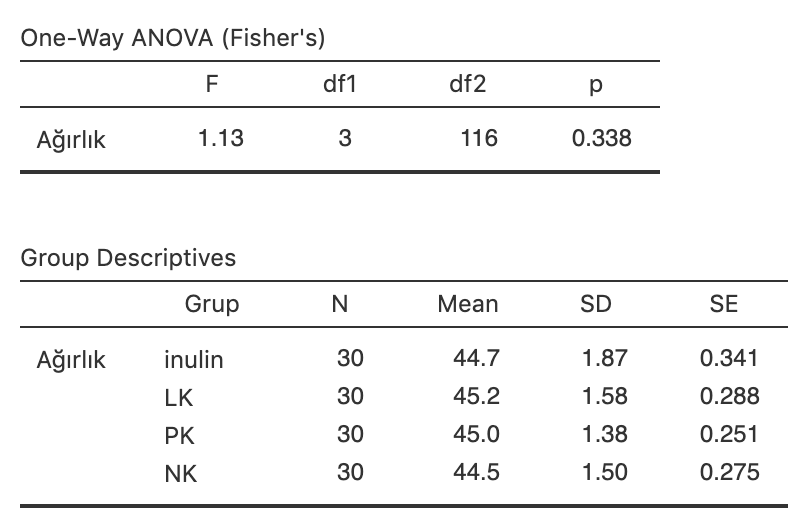 One-Way ANOVA (Fisher's)
F df1 df2 p
Ağırlık 1.13 3 116 0.338
Group Descriptives
Grup N Mean SD SE
Ağırlık inulin 30 44.7 1.87 0.341
LK 30 45.2 1.58 0.288
PK 30 45.0 1.38 0.251
NK 30 44.5 1.50 0.275